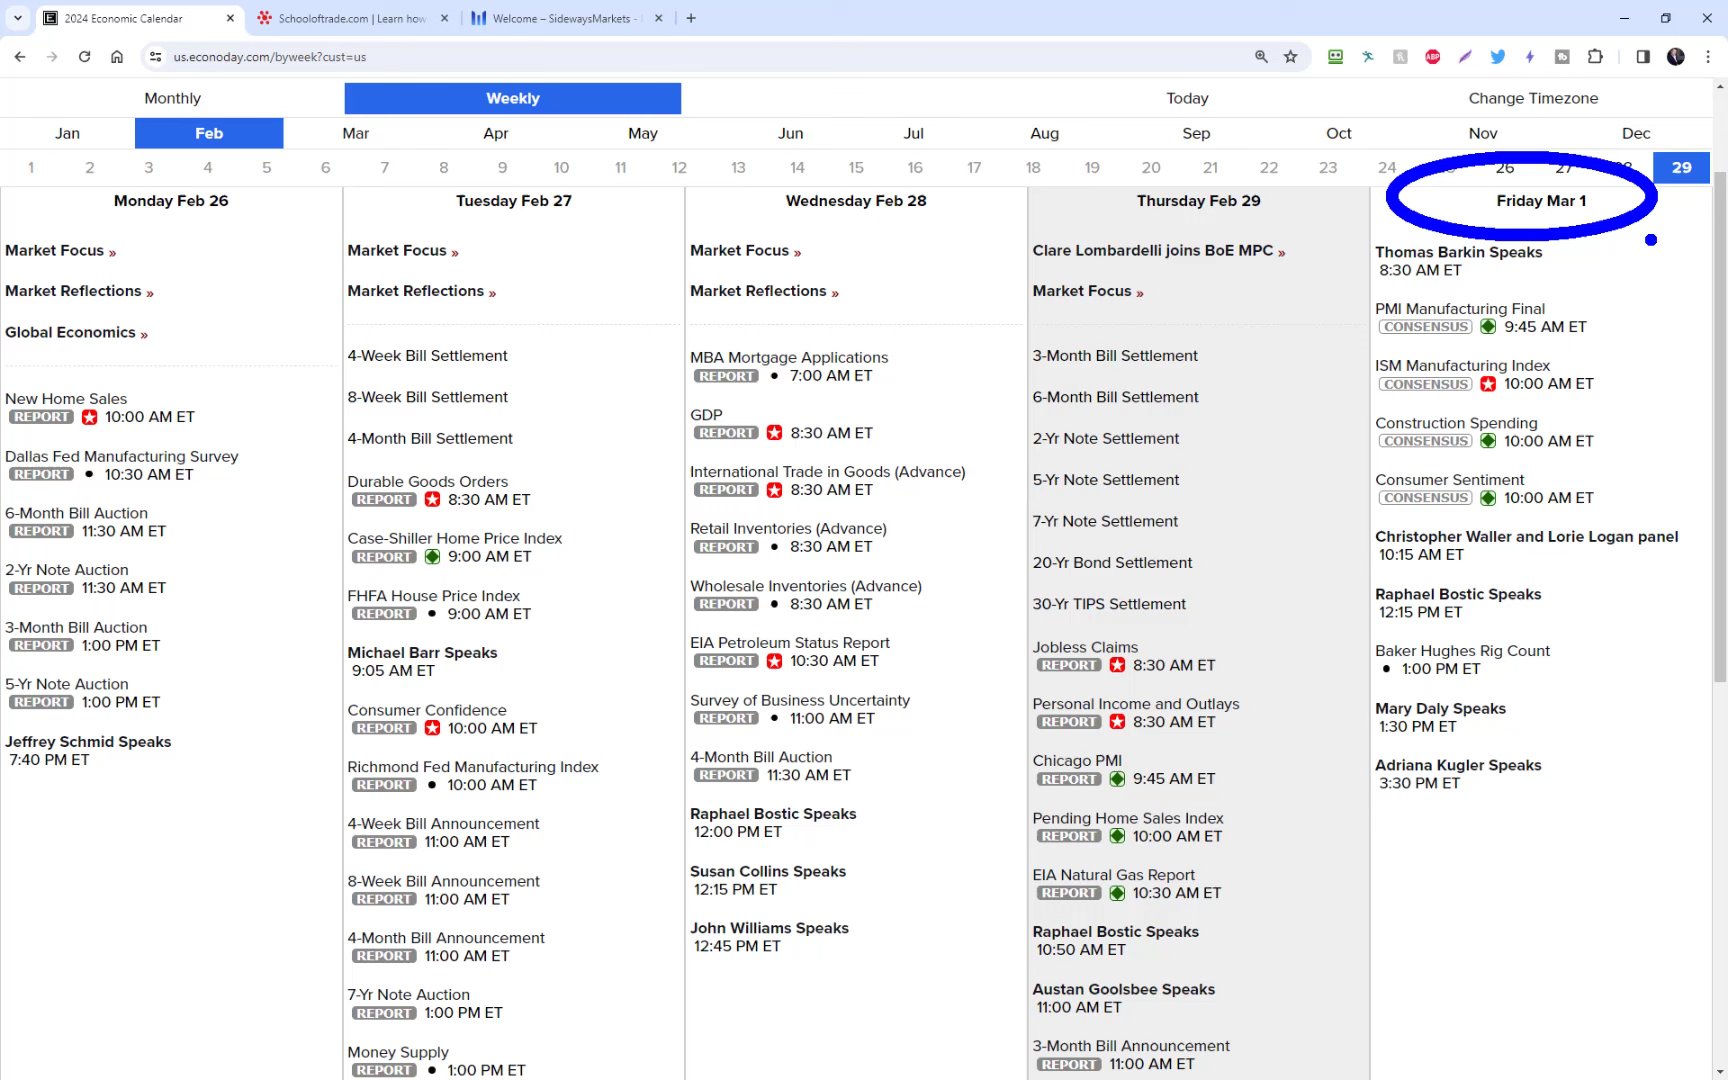 2024 Economic Calendar
Schooloftrade.com | Learn how
Welcome – SidewaysMarkets -
us.econoday.com/byweek?cust=us
Monthly Weekly Today Change Timezone
Jan Feb Mar Apr May Jun Jul Aug Sep Oct Nov Dec
1 2 3 4 5 6 7 8 9 10 11 12 13 14 15 16 17 18 19 20 21 22 23 24 26 27 29
Monday Feb 26
Market Focus »
Market Reflections »
Global Economics »
New Home Sales
REPORT 10:00 AM ET
Dallas Fed Manufacturing Survey
REPORT • 10:30 AM ET
6-Month Bill Auction
REPORT 11:30 AM ET
2-Yr Note Auction
REPORT 11:30 AM ET
3-Month Bill Auction
REPORT 1:00 PM ET
5-Yr Note Auction
REPORT 1:00 PM ET
Jeffrey Schmid Speaks
7:40 PM ET
Tuesday Feb 27
Market Focus »
Market Reflections »
4-Week Bill Settlement
8-Week Bill Settlement
4-Month Bill Settlement
Durable Goods Orders
REPORT 8:30 AM ET
Case-Shiller Home Price Index
REPORT 9:00 AM ET
FHFA House Price Index
REPORT • 9:00 AM ET
Michael Barr Speaks
9:05 AM ET
Consumer Confidence
REPORT 10:00 AM ET
Richmond Fed Manufacturing Index
REPORT • 10:00 AM ET
4-Week Bill Announcement
REPORT 11:00 AM ET
8-Week Bill Announcement
REPORT 11:00 AM ET
4-Month Bill Announcement
REPORT 11:00 AM ET
7-Yr Note Auction
REPORT 1:00 PM ET
Money Supply
REPORT • 1:00 PM ET
Wednesday Feb 28
Market Focus »
Market Reflections »
MBA Mortgage Applications
REPORT • 7:00 AM ET
GDP
REPORT 8:30 AM ET
International Trade in Goods (Advance)
REPORT 8:30 AM ET
Retail Inventories (Advance)
REPORT • 8:30 AM ET
Wholesale Inventories (Advance)
REPORT • 8:30 AM ET
EIA Petroleum Status Report
REPORT 10:30 AM ET
Survey of Business Uncertainty
REPORT • 11:00 AM ET
4-Month Bill Auction
REPORT 11:30 AM ET
Raphael Bostic Speaks
12:00 PM ET
Susan Collins Speaks
12:15 PM ET
John Williams Speaks
12:45 PM ET
Thursday Feb 29
Clare Lombardelli joins BoE MPC »
Market Focus »
3-Month Bill Settlement
6-Month Bill Settlement
2-Yr Note Settlement
5-Yr Note Settlement
7-Yr Note Settlement
20-Yr Bond Settlement
30-Yr TIPS Settlement
Jobless Claims
REPORT 8:30 AM ET
Personal Income and Outlays
REPORT 8:30 AM ET
Chicago PMI
REPORT 9:45 AM ET
Pending Home Sales Index
REPORT 10:00 AM ET
EIA Natural Gas Report
REPORT 10:30 AM ET
Raphael Bostic Speaks
10:50 AM ET
Austan Goolsbee Speaks
11:00 AM ET
3-Month Bill Announcement
REPORT 11:00 AM ET
Friday Mar 1
Thomas Barkin Speaks
8:30 AM ET
PMI Manufacturing Final
CONSENSUS 9:45 AM ET
ISM Manufacturing Index
CONSENSUS 10:00 AM ET
Construction Spending
CONSENSUS 10:00 AM ET
Consumer Sentiment
CONSENSUS 10:00 AM ET
Christopher Waller and Lorie Logan panel
10:15 AM ET
Raphael Bostic Speaks
12:15 PM ET
Baker Hughes Rig Count
• 1:00 PM ET
Mary Daly Speaks
1:30 PM ET
Adriana Kugler Speaks
3:30 PM ET